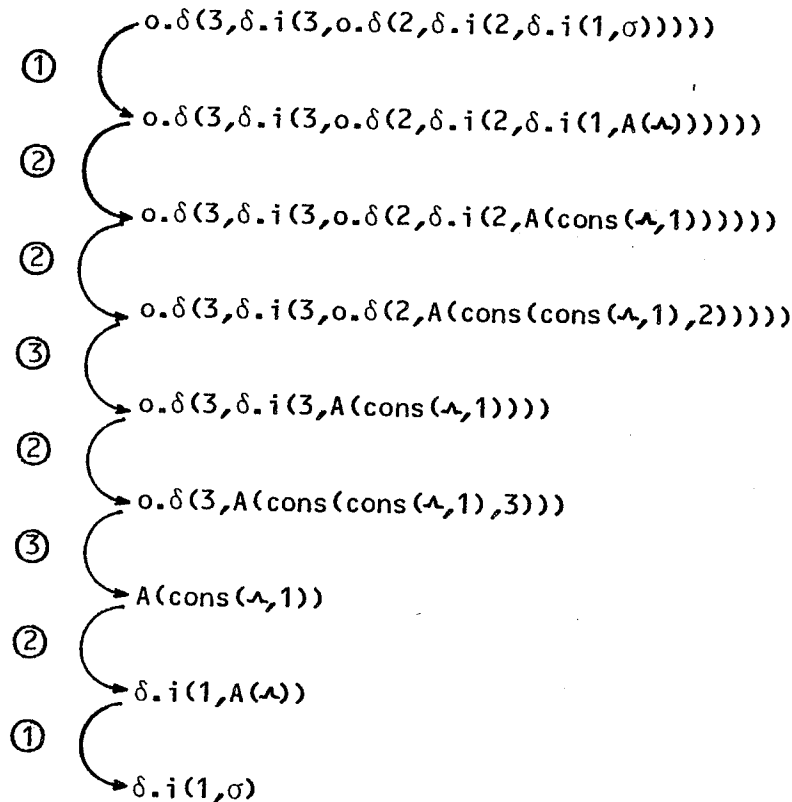 o.δ(3,δ.i(3,o.δ(2,δ.i(2,δ.i(1,σ)))))
①
o.δ(3,δ.i(3,o.δ(2,δ.i(2,δ.i(1,A(ʌ))))))
②
o.δ(3,δ.i(3,o.δ(2,δ.i(2,A(cons(ʌ,1))))))
②
o.δ(3,δ.i(3,o.δ(2,A(cons(cons(ʌ,1),2)))))
③
o.δ(3,δ.i(3,A(cons(ʌ,1))))
②
o.δ(3,A(cons(cons(ʌ,1),3)))
③
A(cons(ʌ,1))
②
δ.i(1,A(ʌ))
①
δ.i(1,σ)